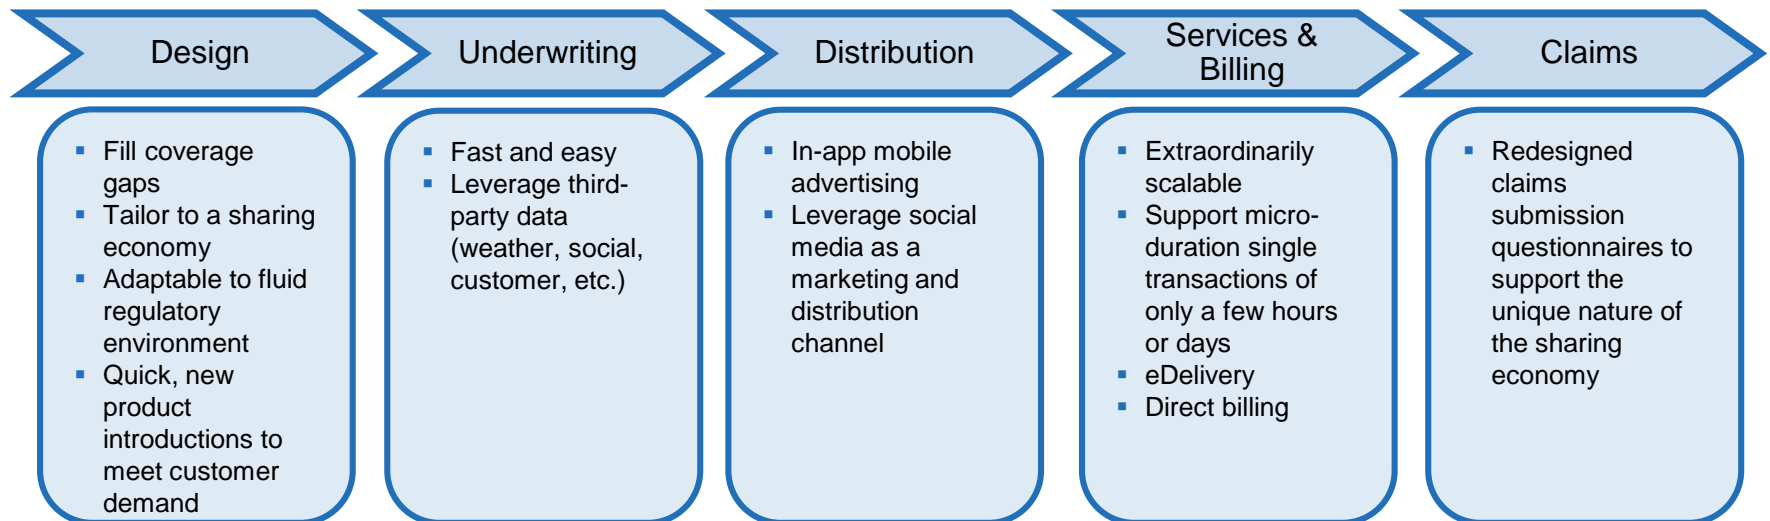 Design
Underwriting
Distribution
Services &
Billing
Claims
▪ Fill coverage
gaps
▪ Tailor to a sharing
economy
▪ Adaptable to fluid
regulatory
environment
▪ Quick, new
product
introductions to
meet customer
demand
▪ Fast and easy
▪ Leverage third-
party data
(weather, social,
customer, etc.)
▪ In-app mobile
advertising
▪ Leverage social
media as a
marketing and
distribution
channel
▪ Extraordinarily
scalable
▪ Support micro-
duration single
transactions of
only a few hours
or days
▪ eDelivery
▪ Direct billing
▪ Redesigned
claims
submission
questionnaires to
support the
unique nature of
the sharing
economy